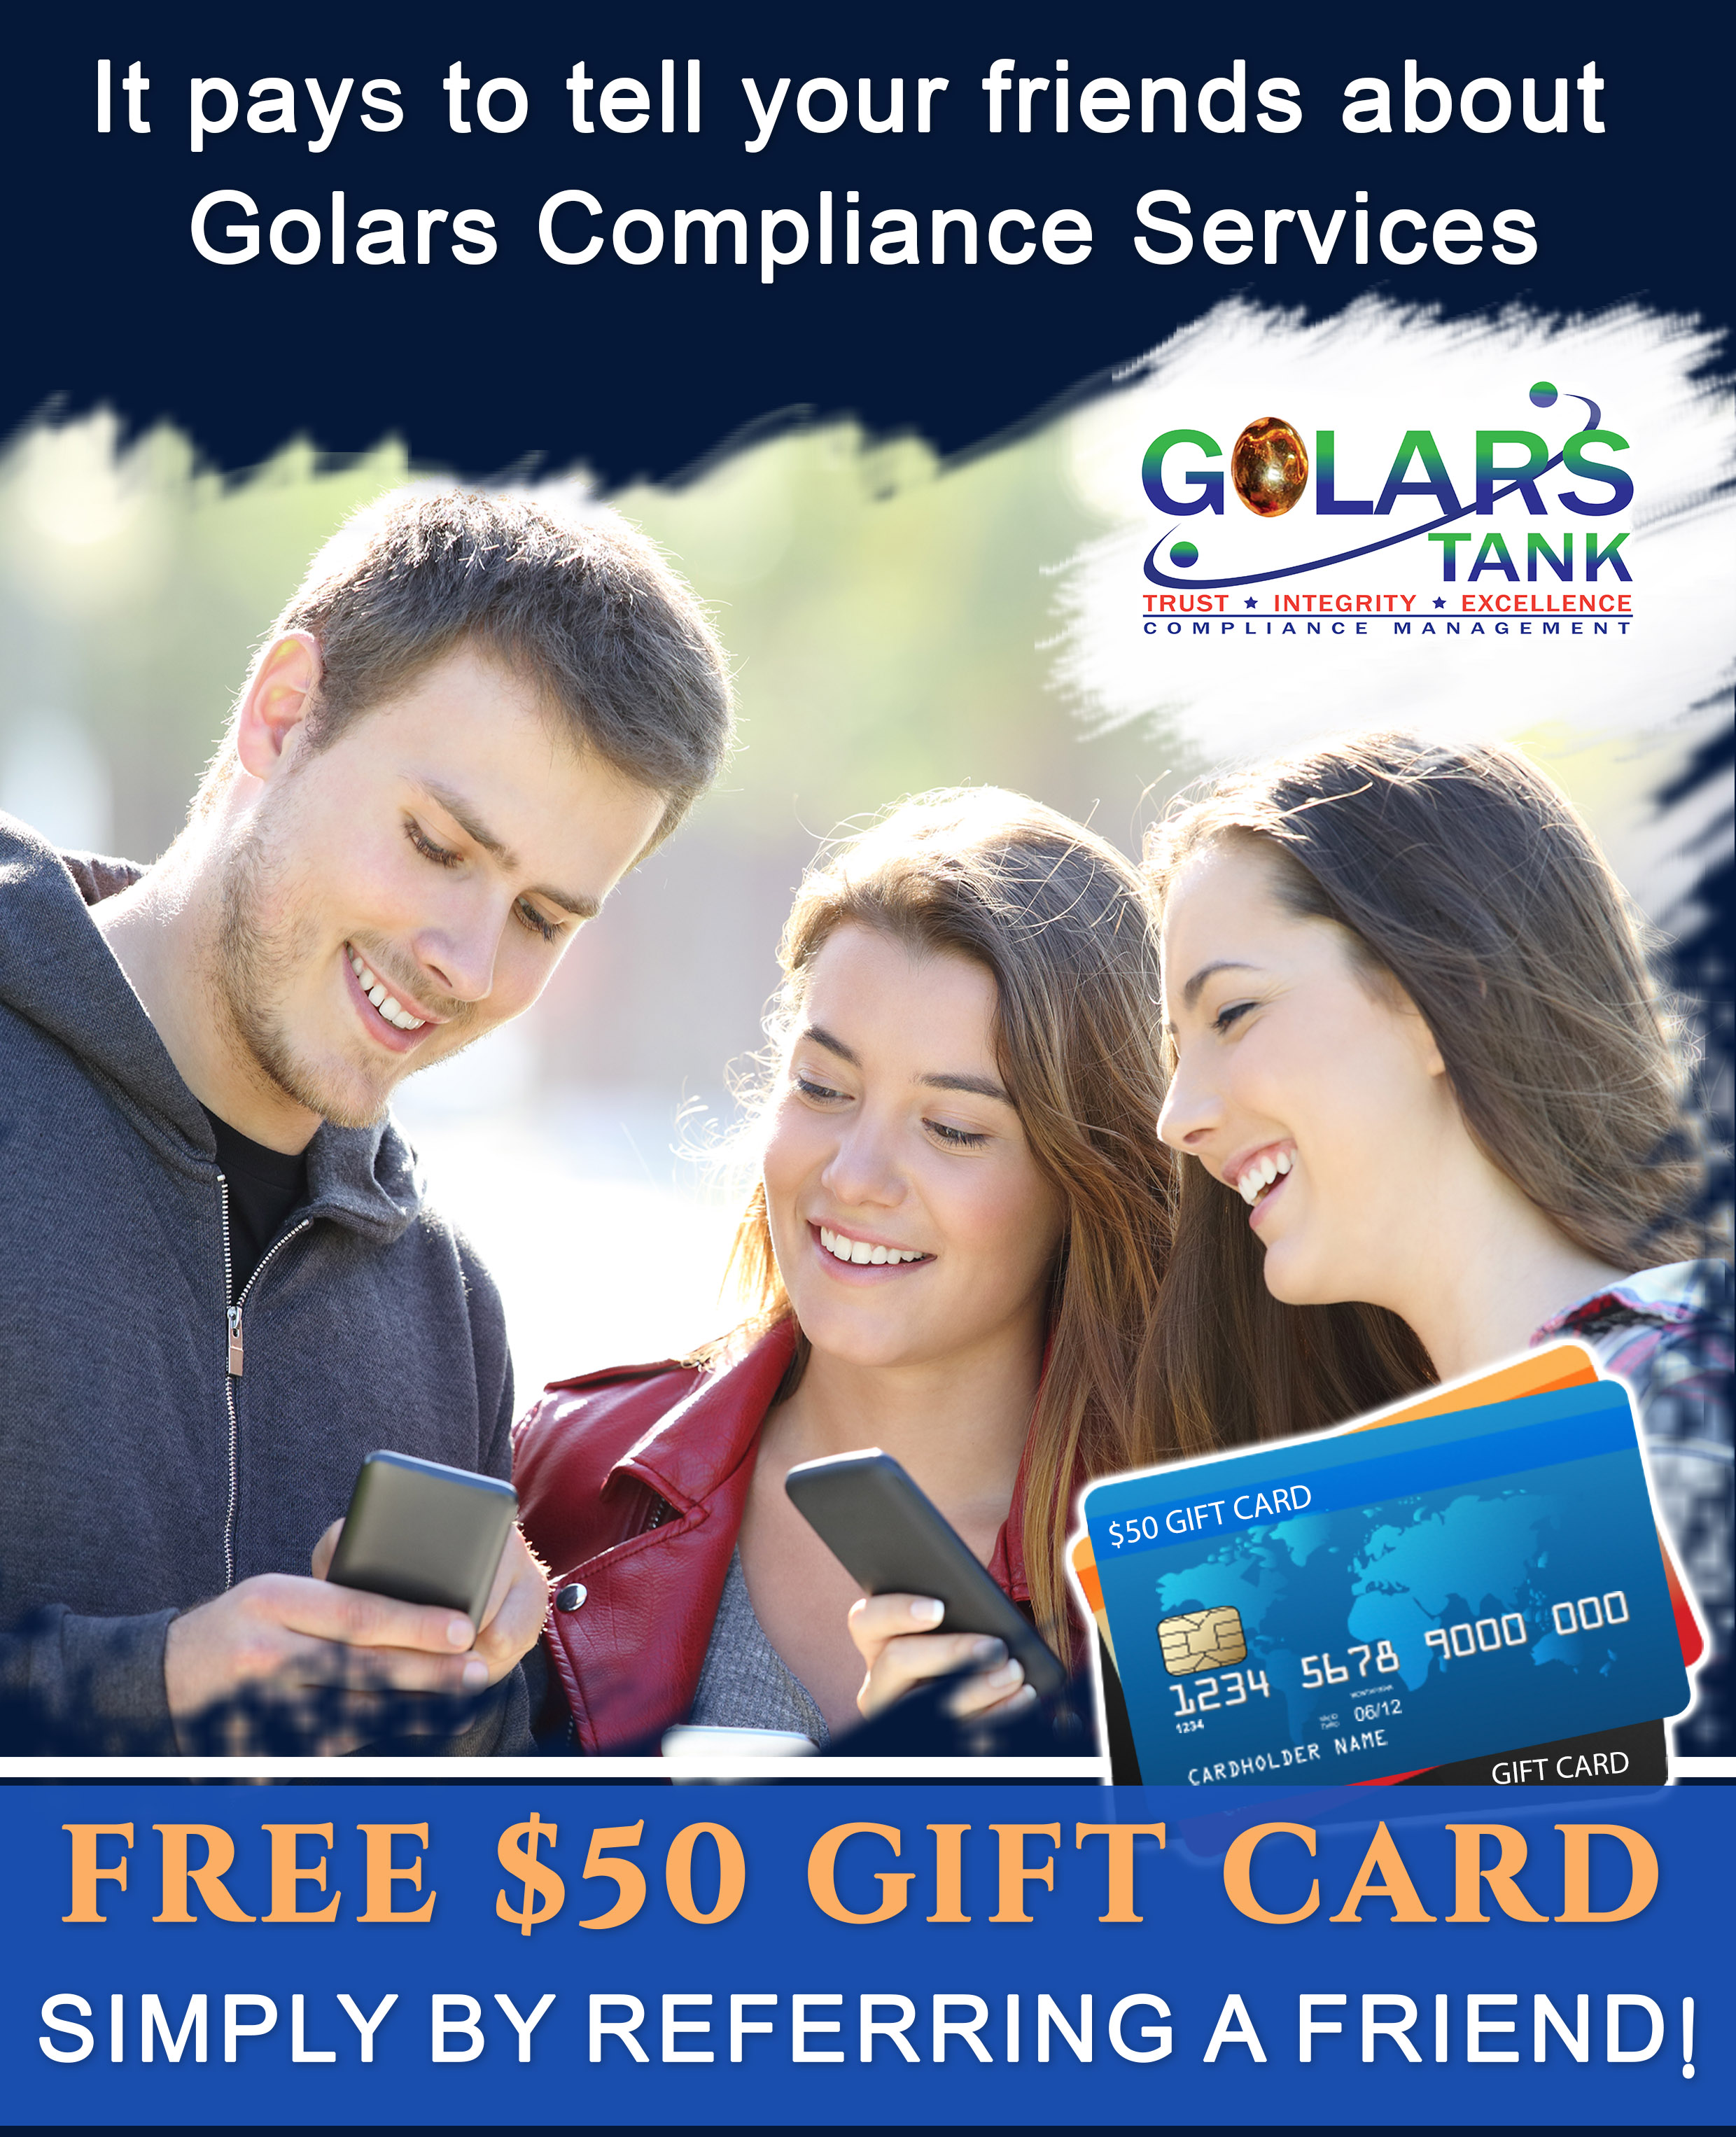 It pays to tell your friends about
Golars Compliance Services
GOLARS
TANK
TRUST ★ INTEGRITY ★ EXCELLENCE
COMPLIANCE MANAGEMENT
$50 GIFT CARD
1234 5678 9000 000
1234
06/12
CARDHOLDER NAME
GIFT CARD
FREE $50 GIFT CARD
SIMPLY BY REFERRING A FRIEND!